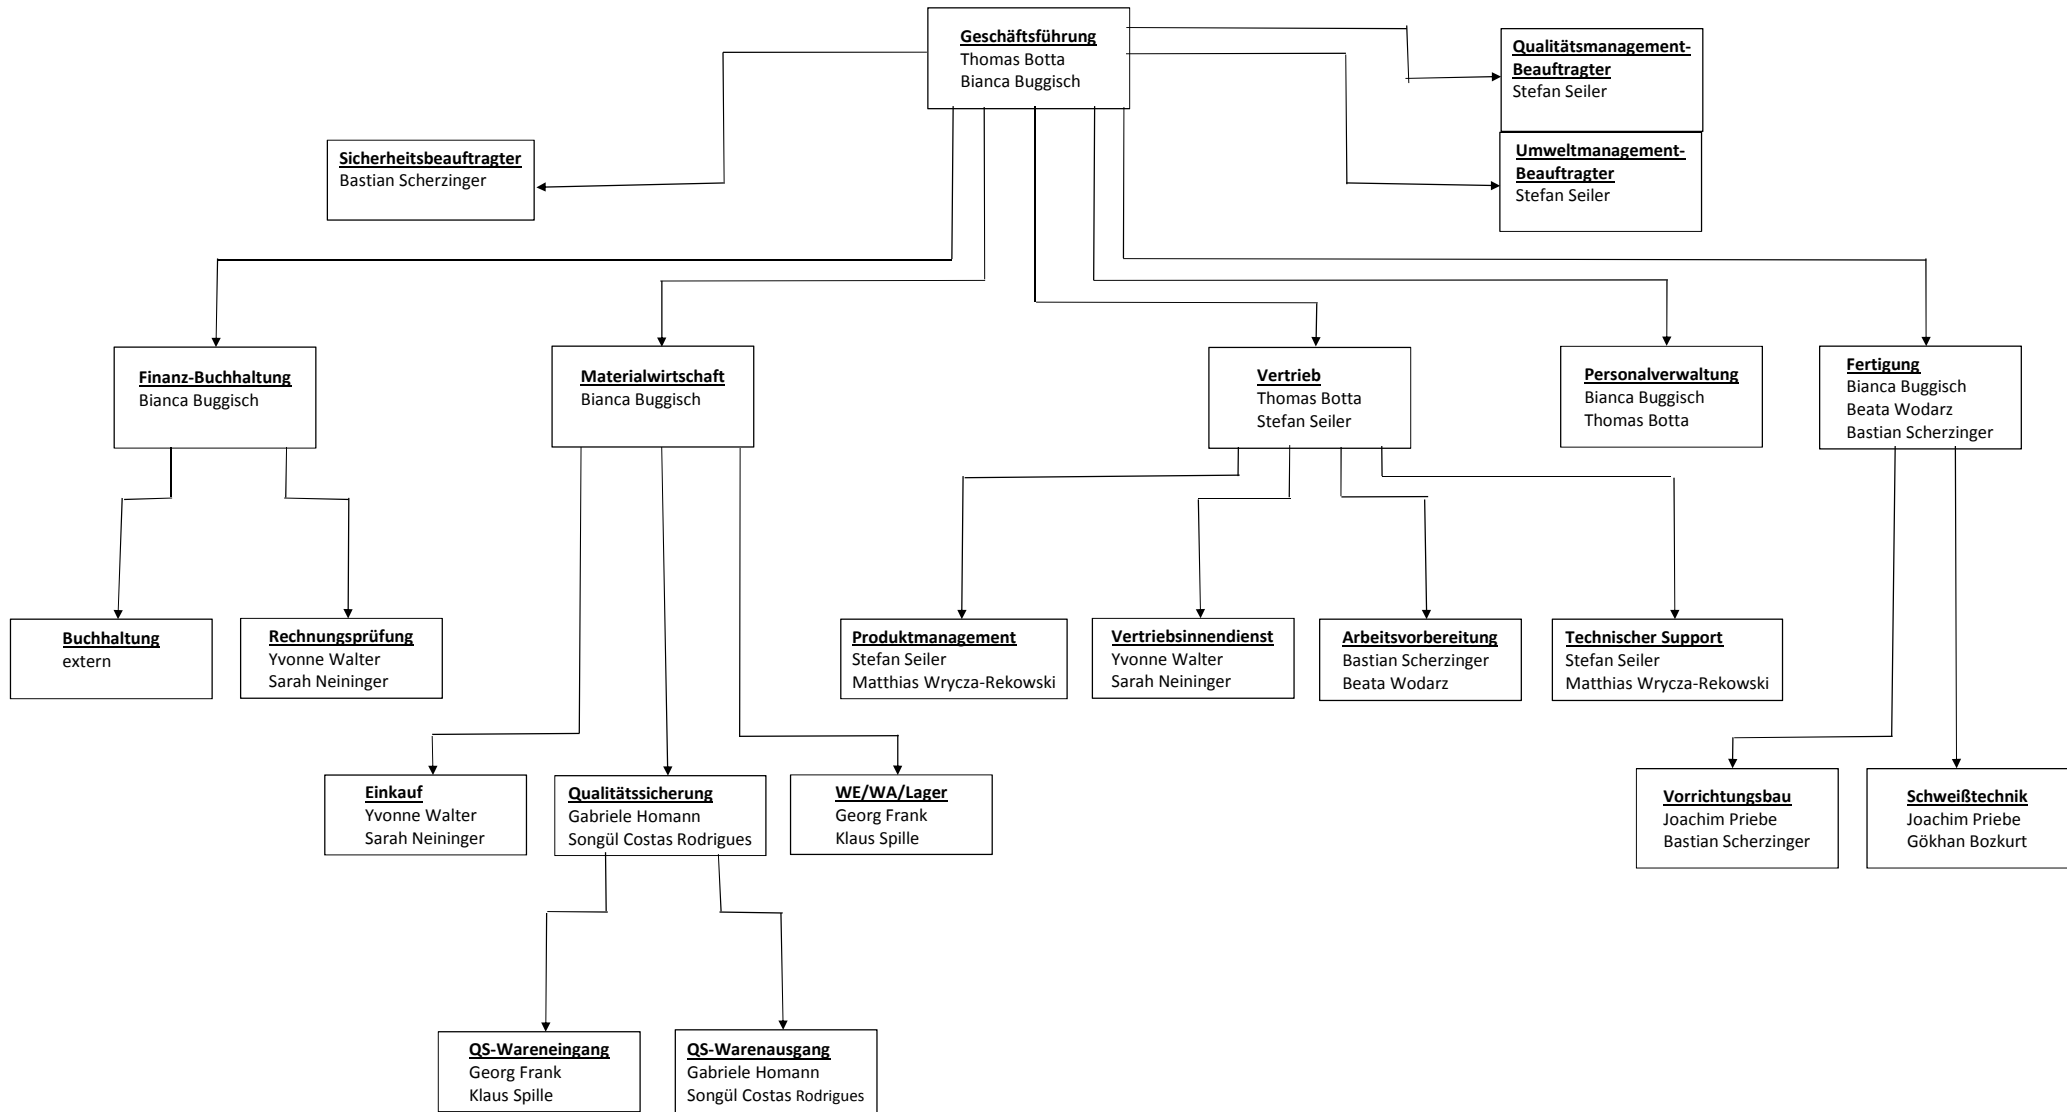 Geschäftsführung
Thomas Botta
Bianca Buggisch
Qualitätsmanagement-
Beauftragter
Stefan Seiler
Sicherheitsbeauftragter
Bastian Scherzinger
Umweltmanagement-
Beauftragter
Stefan Seiler
Finanz-Buchhaltung
Bianca Buggisch
Materialwirtschaft
Bianca Buggisch
Vertrieb
Thomas Botta
Stefan Seiler
Personalverwaltung
Bianca Buggisch
Thomas Botta
Fertigung
Bianca Buggisch
Beata Wodarz
Bastian Scherzinger
Buchhaltung
extern
Rechnungsprüfung
Yvonne Walter
Sarah Neininger
Produktmanagement
Stefan Seiler
Matthias Wrycza-Rekowski
Vertriebsinnendienst
Yvonne Walter
Sarah Neininger
Arbeitsvorbereitung
Bastian Scherzinger
Beata Wodarz
Technischer Support
Stefan Seiler
Matthias Wrycza-Rekowski
Einkauf
Yvonne Walter
Sarah Neininger
Qualitätssicherung
Gabriele Homann
Songül Costas Rodrigues
WE/WA/Lager
Georg Frank
Klaus Spille
Vorrichtungsbau
Joachim Priebe
Bastian Scherzinger
Schweißtechnik
Joachim Priebe
Gökhan Bozkurt
QS-Wareneingang
Georg Frank
Klaus Spille
QS-Warenausgang
Gabriele Homann
Songül Costas Rodrigues